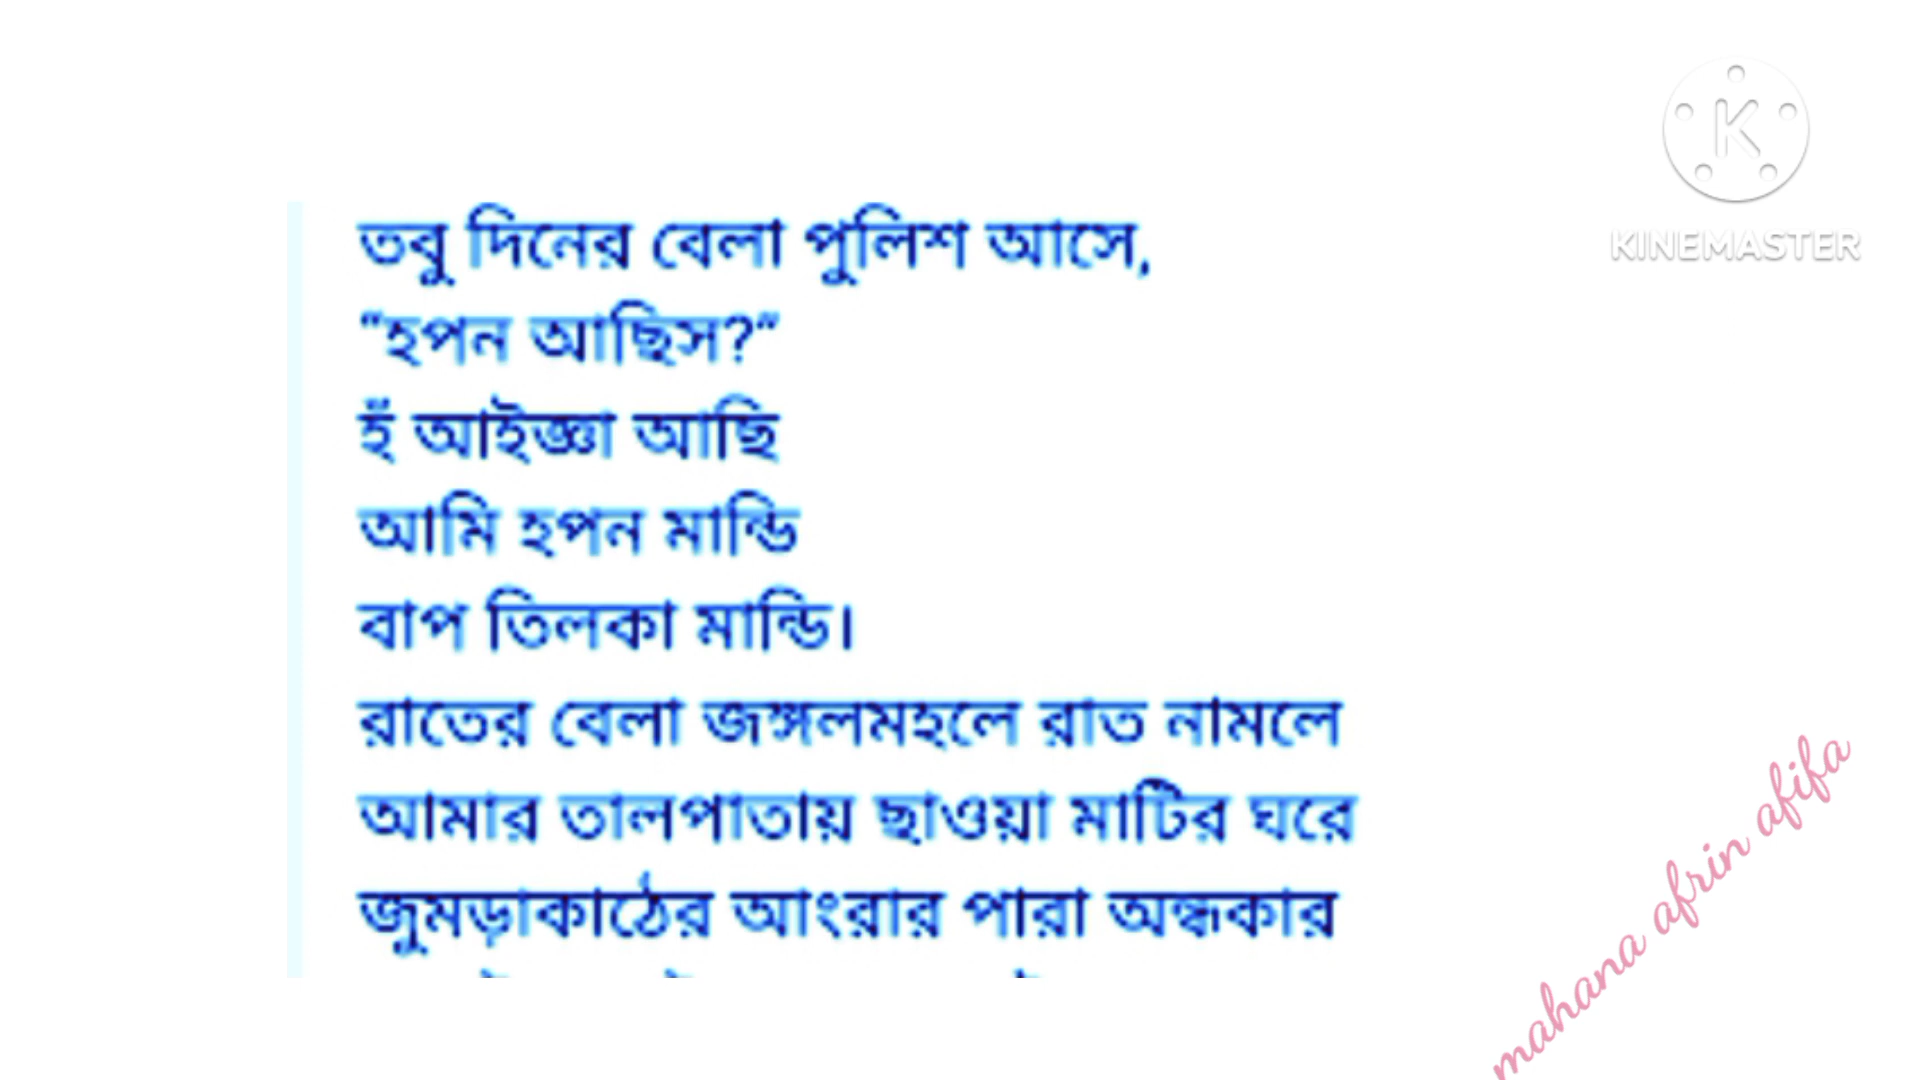 তবু দিনের বেলা পুলিশ আসে,
“হপন আছিস?”
হঁ আইজ্ঞা আছি
আমি হপন মান্ডি
বাপ তিলকা মান্ডি।
রাতের বেলা জঙ্গলমহলে রাত নামলে
আমার তালপাতায় ছাওয়া মাটির ঘরে
জুমড়াকাঠের আংরার পারা অন্ধকার
KINEMASTER
mahana afrin afifa